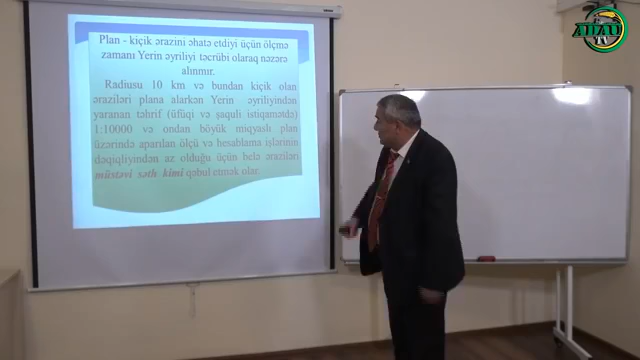 Plan - kiçik ərazini əhatə etdiyi üçün ölçmə
zamanı Yerin əyriliyi təcrübi olaraq nəzərə
alınmır.
Radiusu 10 km və bundan kiçik olan
əraziləri plana alarkən Yerin əyriliyindən
yaranan təhrif (üfüqi və şaquli istiqamətdə)
1:10000 və ondan böyük miqyaslı plan
üzərində aparılan ölçü və hesablama işlərinin
dəqiqliyindən az olduğu üçün belə əraziləri
müstəvi səth kimi qəbul etmək olar.
ADAU
TV